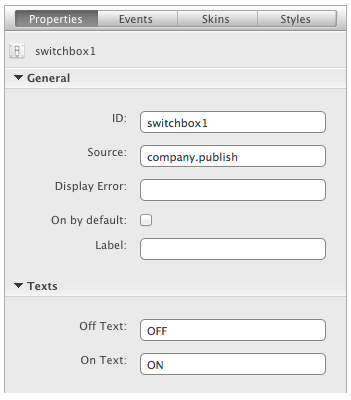 Properties Events Skins Styles
switchbox1
General
ID: switchbox1
Source: company.publish
Display Error:
On by default:
Label:
Texts
Off Text: OFF
On Text: ON